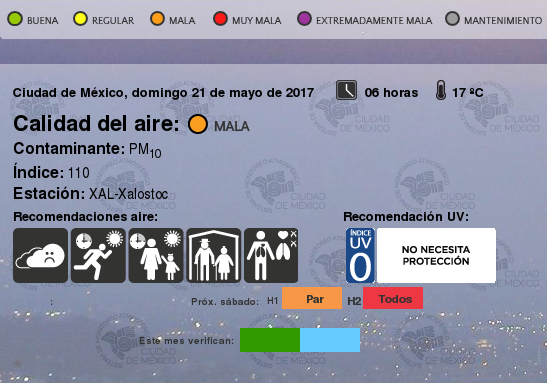 BUENA REGULAR MALA MUY MALA EXTREMADAMENTE MALA MANTENIMIENTO
Ciudad de México, domingo 21 de mayo de 2017 06 horas 17 ºC
Calidad del aire: MALA
Contaminante: PM10
Índice: 110
Estación: XAL-Xalostoc
Recomendaciones aire: Recomendación UV:
ÍNDICE UV 0 NO NECESITA PROTECCIÓN
: Próx. sábado: H1 Par H2 Todos
Este mes verifican:
CIUDAD DE MÉXICO